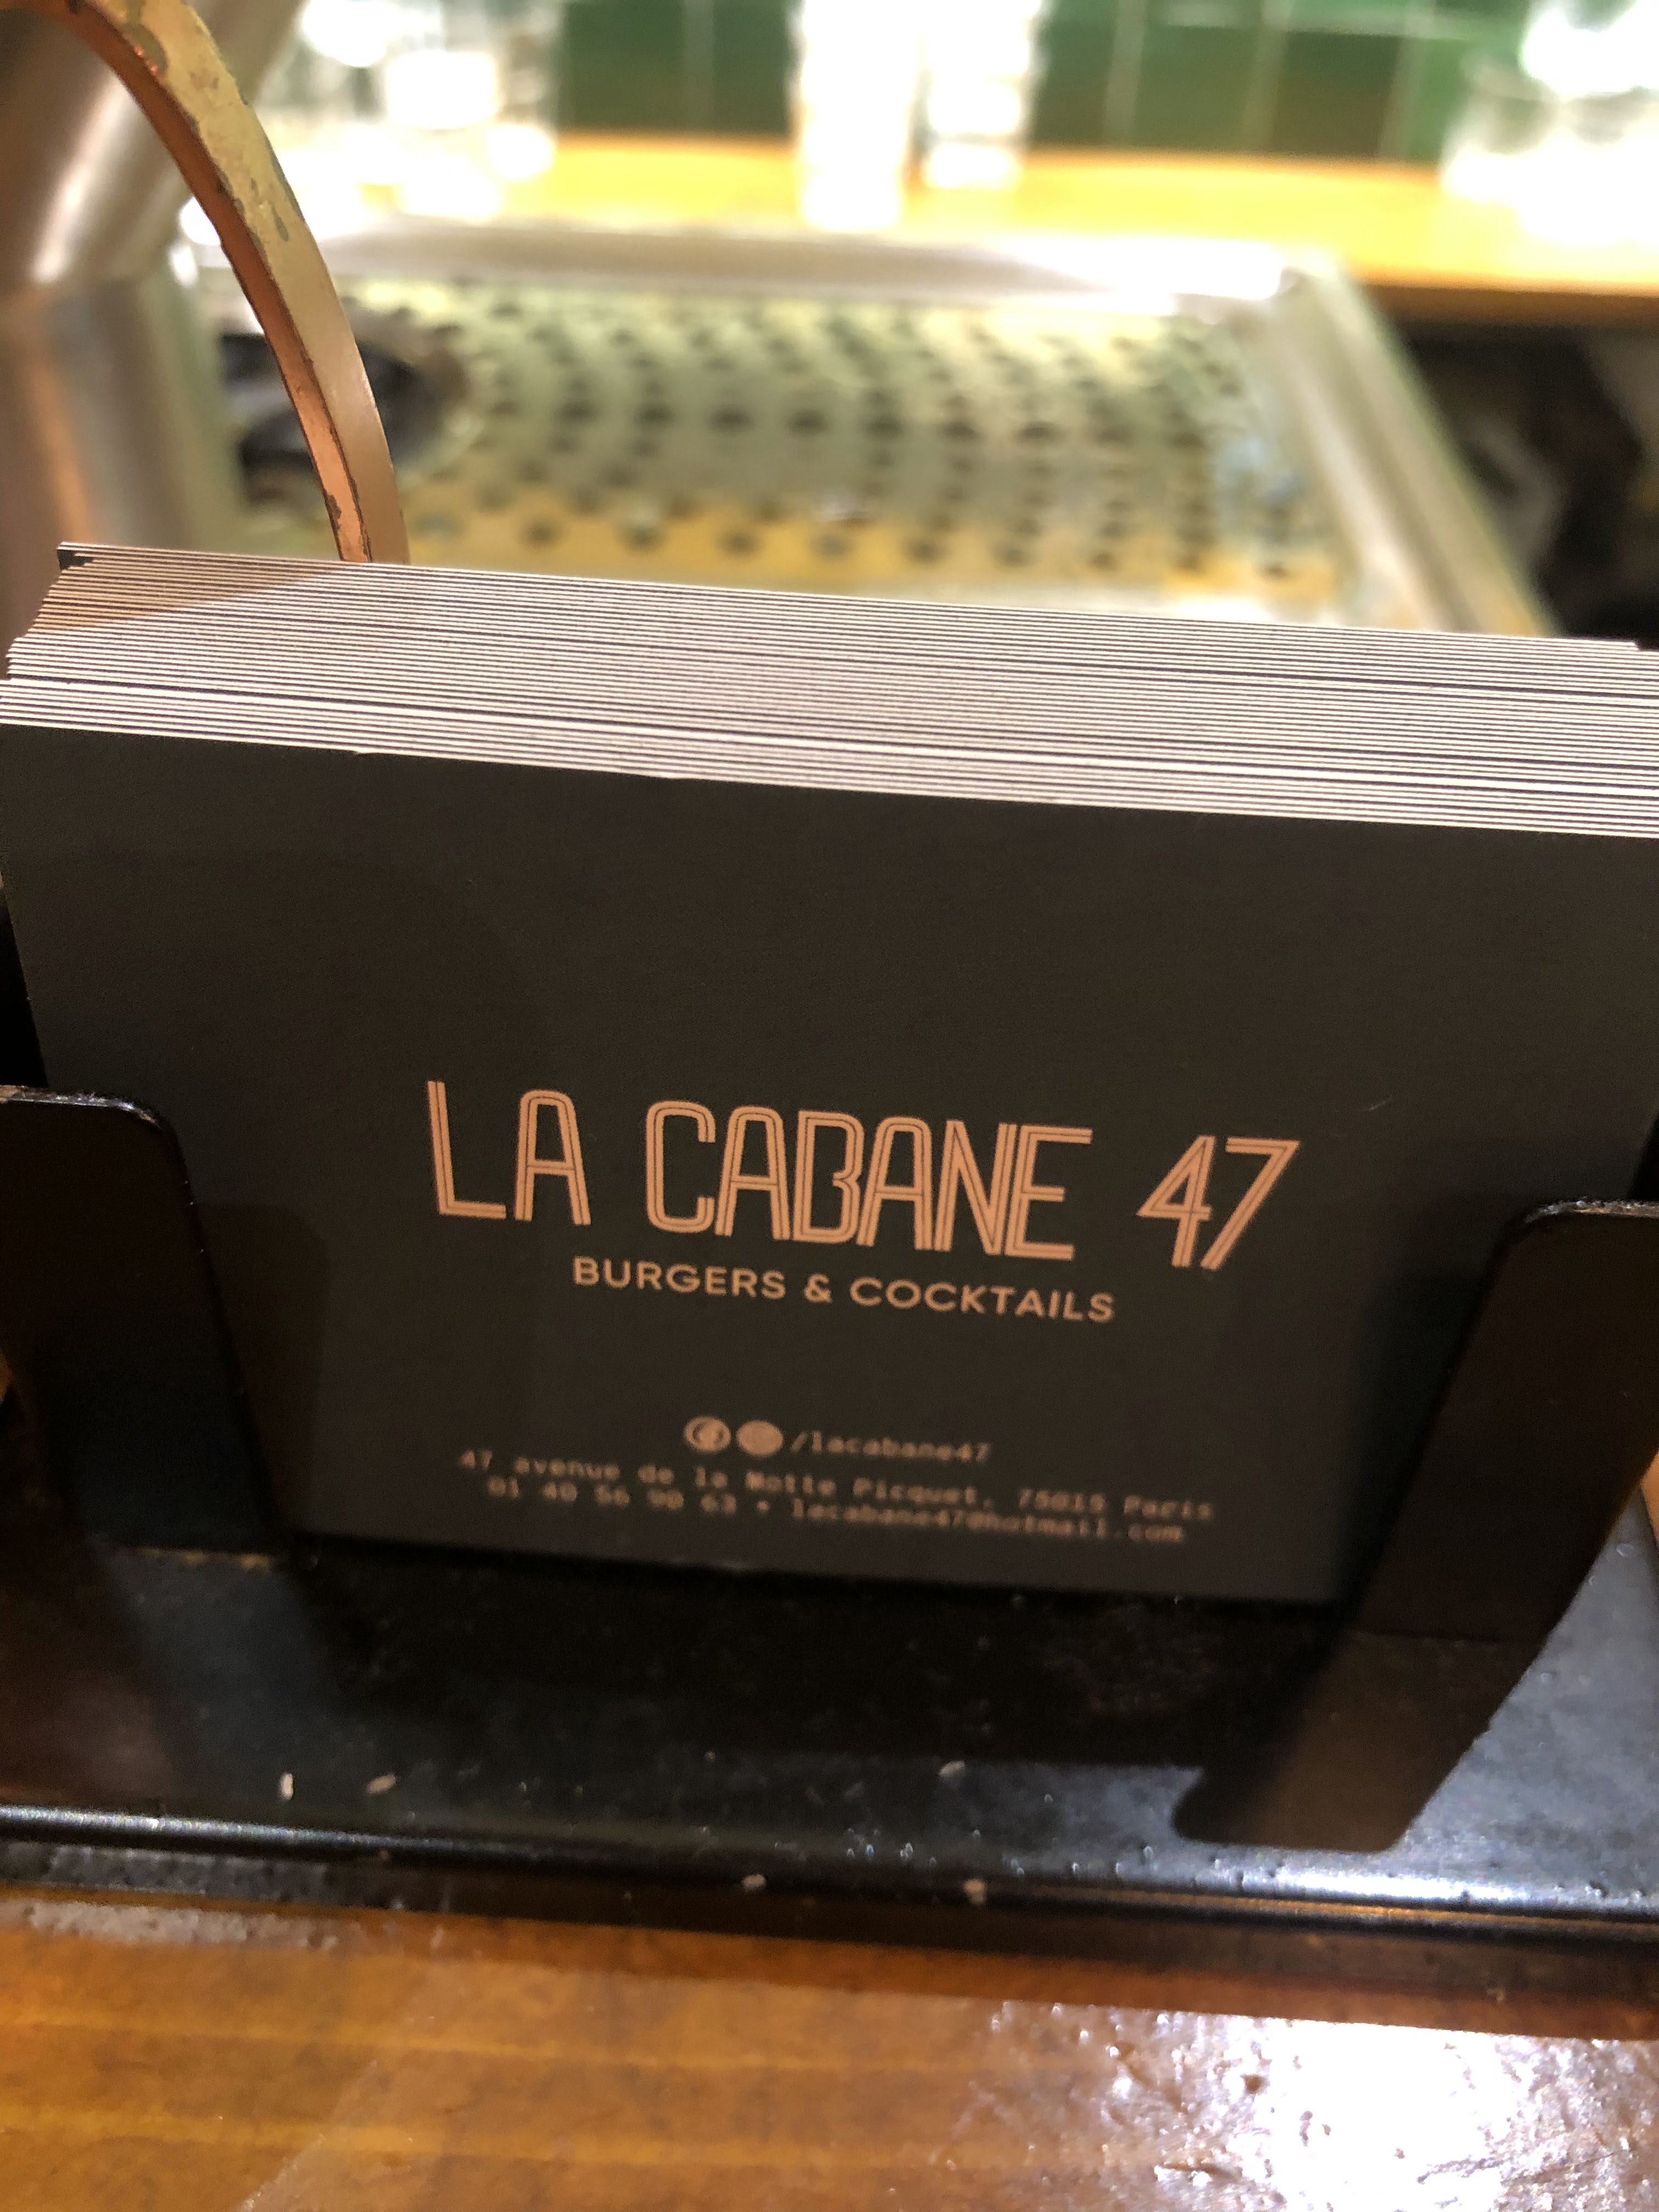 LA CABANE 47
BURGERS & COCKTAILS
/lacabane47
47 avenue de la Motte Picquet, 75015 Paris
01 40 56 90 63 • lacabane47@hotmail.com